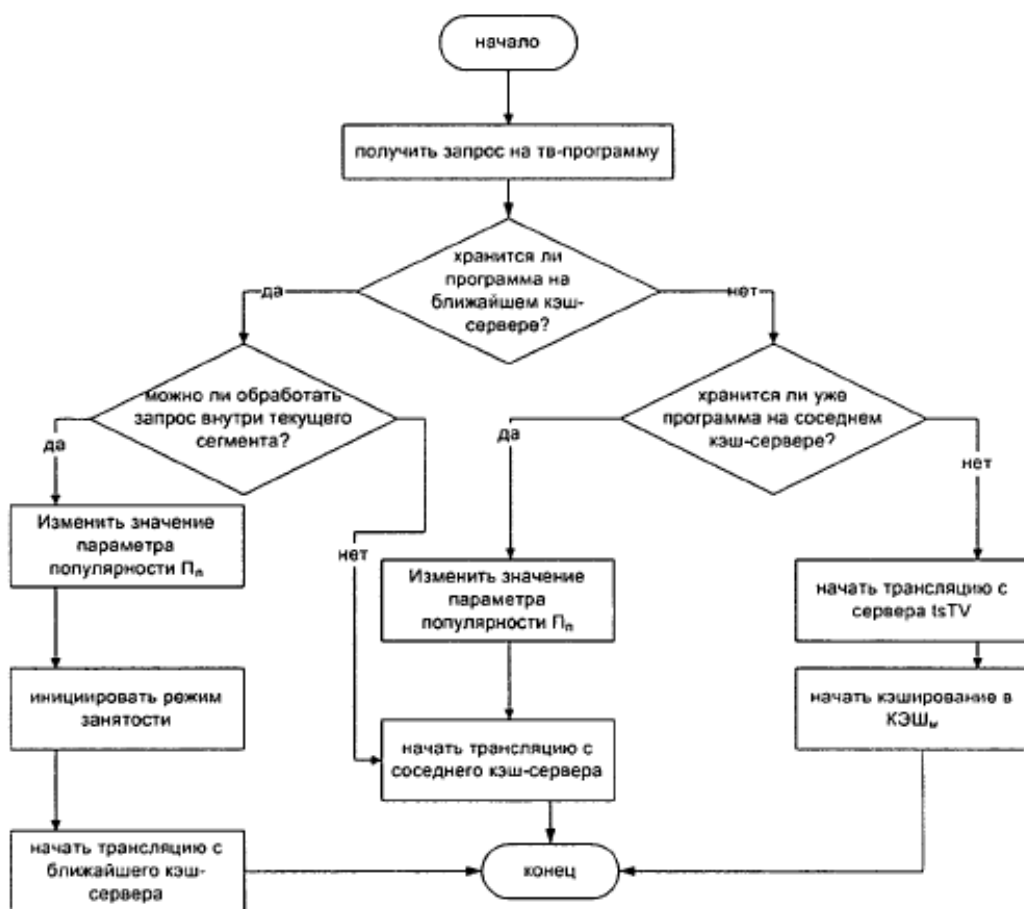 начало
получить запрос на тв-программу
хранится ли
программа на
ближайшем кэш-
сервере?
да
нет
можно ли обработать
запрос внутри текущего
сегмента?
хранится ли уже
программа на соседнем
кэш-сервере?
да
нет
да
нет
Изменить значение
параметра
популярности Пₙ
Изменить значение
параметра
популярности Пₙ
начать трансляцию с
сервера tsTV
инициировать режим
занятости
начать кэширование в
КЭШₘ
начать трансляцию с
соседнего кэш-сервера
начать трансляцию с
ближайшего кэш-
сервера
конец